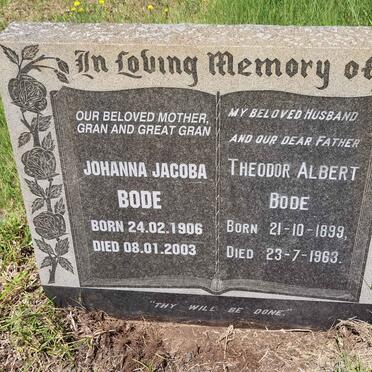 In Loving Memory of
OUR BELOVED MOTHER,
GRAN AND GREAT GRAN
JOHANNA JACOBA
BODE
BORN 24.02.1906
DIED 08.01.2003
MY BELOVED HUSBAND
AND OUR DEAR FATHER
THEODOR ALBERT
BODE
BORN 21-10-1899,
DIED 23-7-1963.
"THY WILL BE DONE."